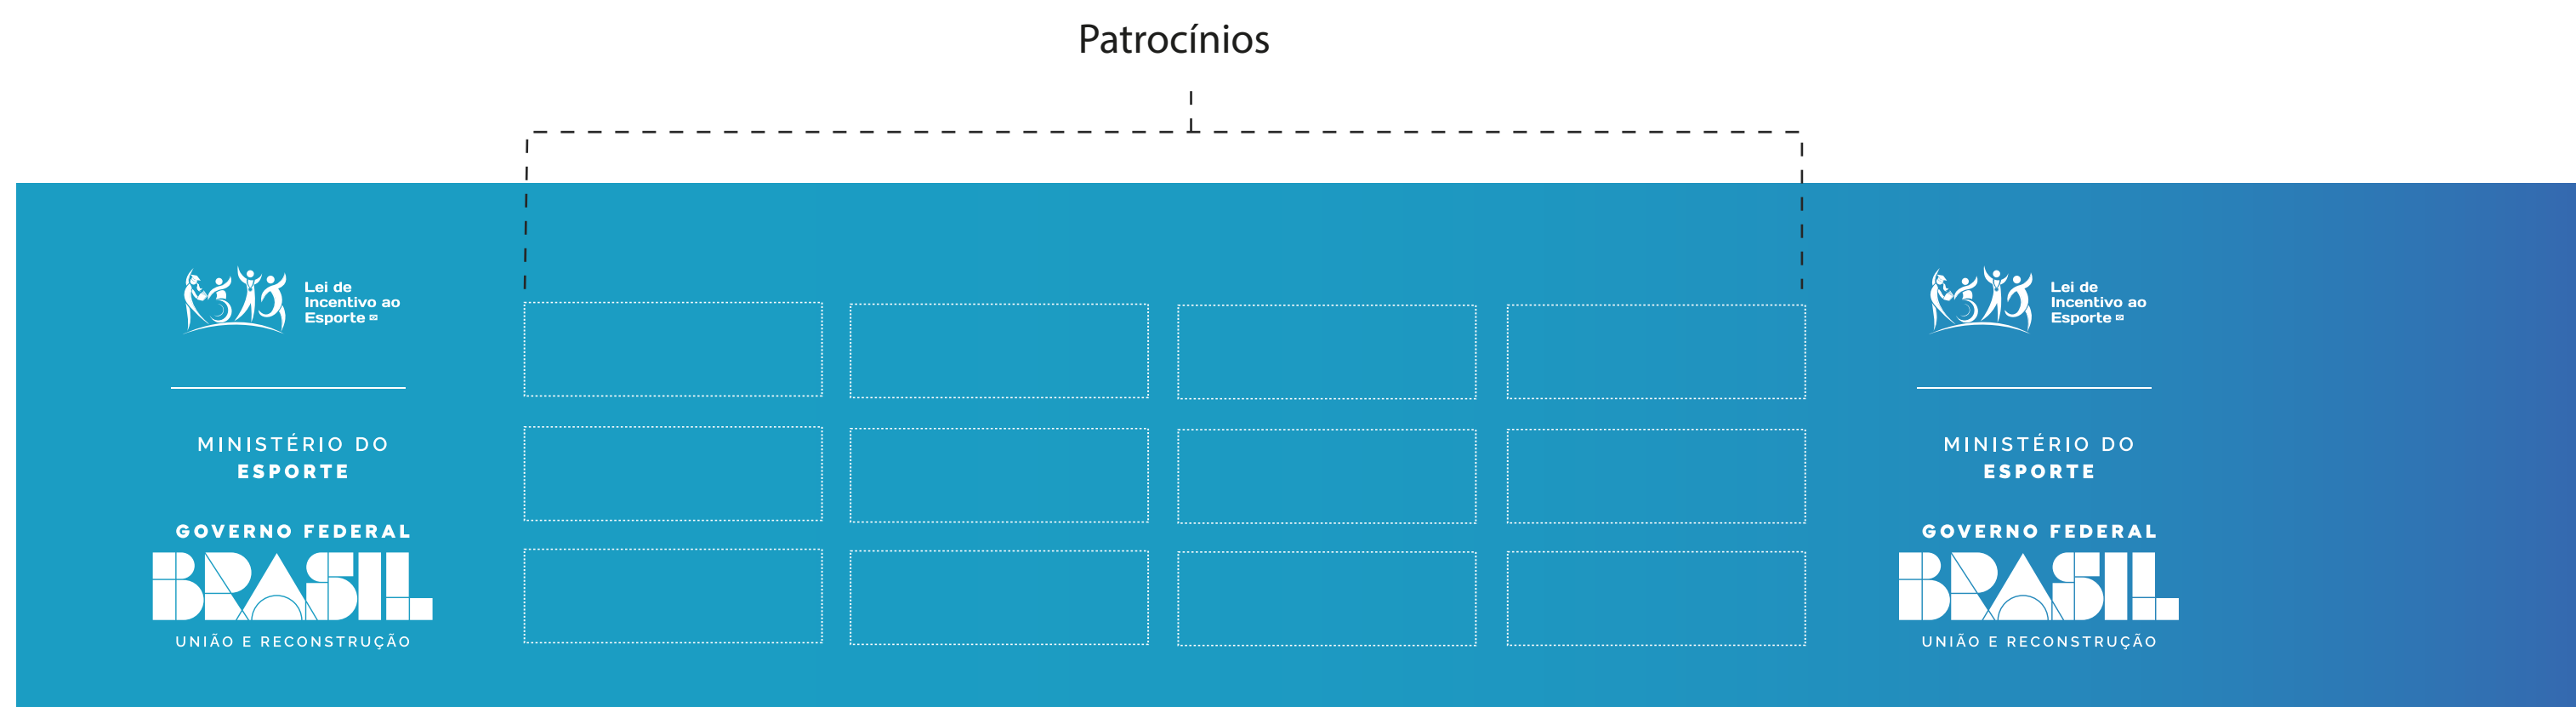 Patrocínios
Lei de
Incentivo ao
Esporte
MINISTÉRIO DO
ESPORTE
GOVERNO FEDERAL
BRASIL
UNIÃO E RECONSTRUÇÃO
Lei de
Incentivo ao
Esporte
MINISTÉRIO DO
ESPORTE
GOVERNO FEDERAL
BRASIL
UNIÃO E RECONSTRUÇÃO